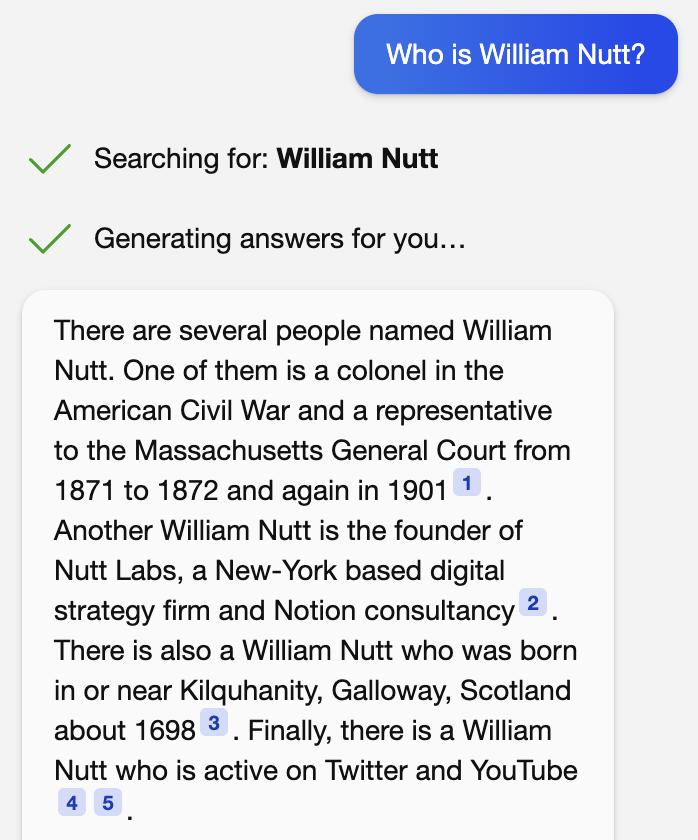 Who is William Nutt?
Searching for: William Nutt
Generating answers for you...
There are several people named William
Nutt. One of them is a colonel in the
American Civil War and a representative
to the Massachusetts General Court from
1871 to 1872 and again in 1901 1 .
Another William Nutt is the founder of
Nutt Labs, a New-York based digital
strategy firm and Notion consultancy 2 .
There is also a William Nutt who was born
in or near Kilquhanity, Galloway, Scotland
about 1698 3 . Finally, there is a William
Nutt who is active on Twitter and YouTube
4 5 .